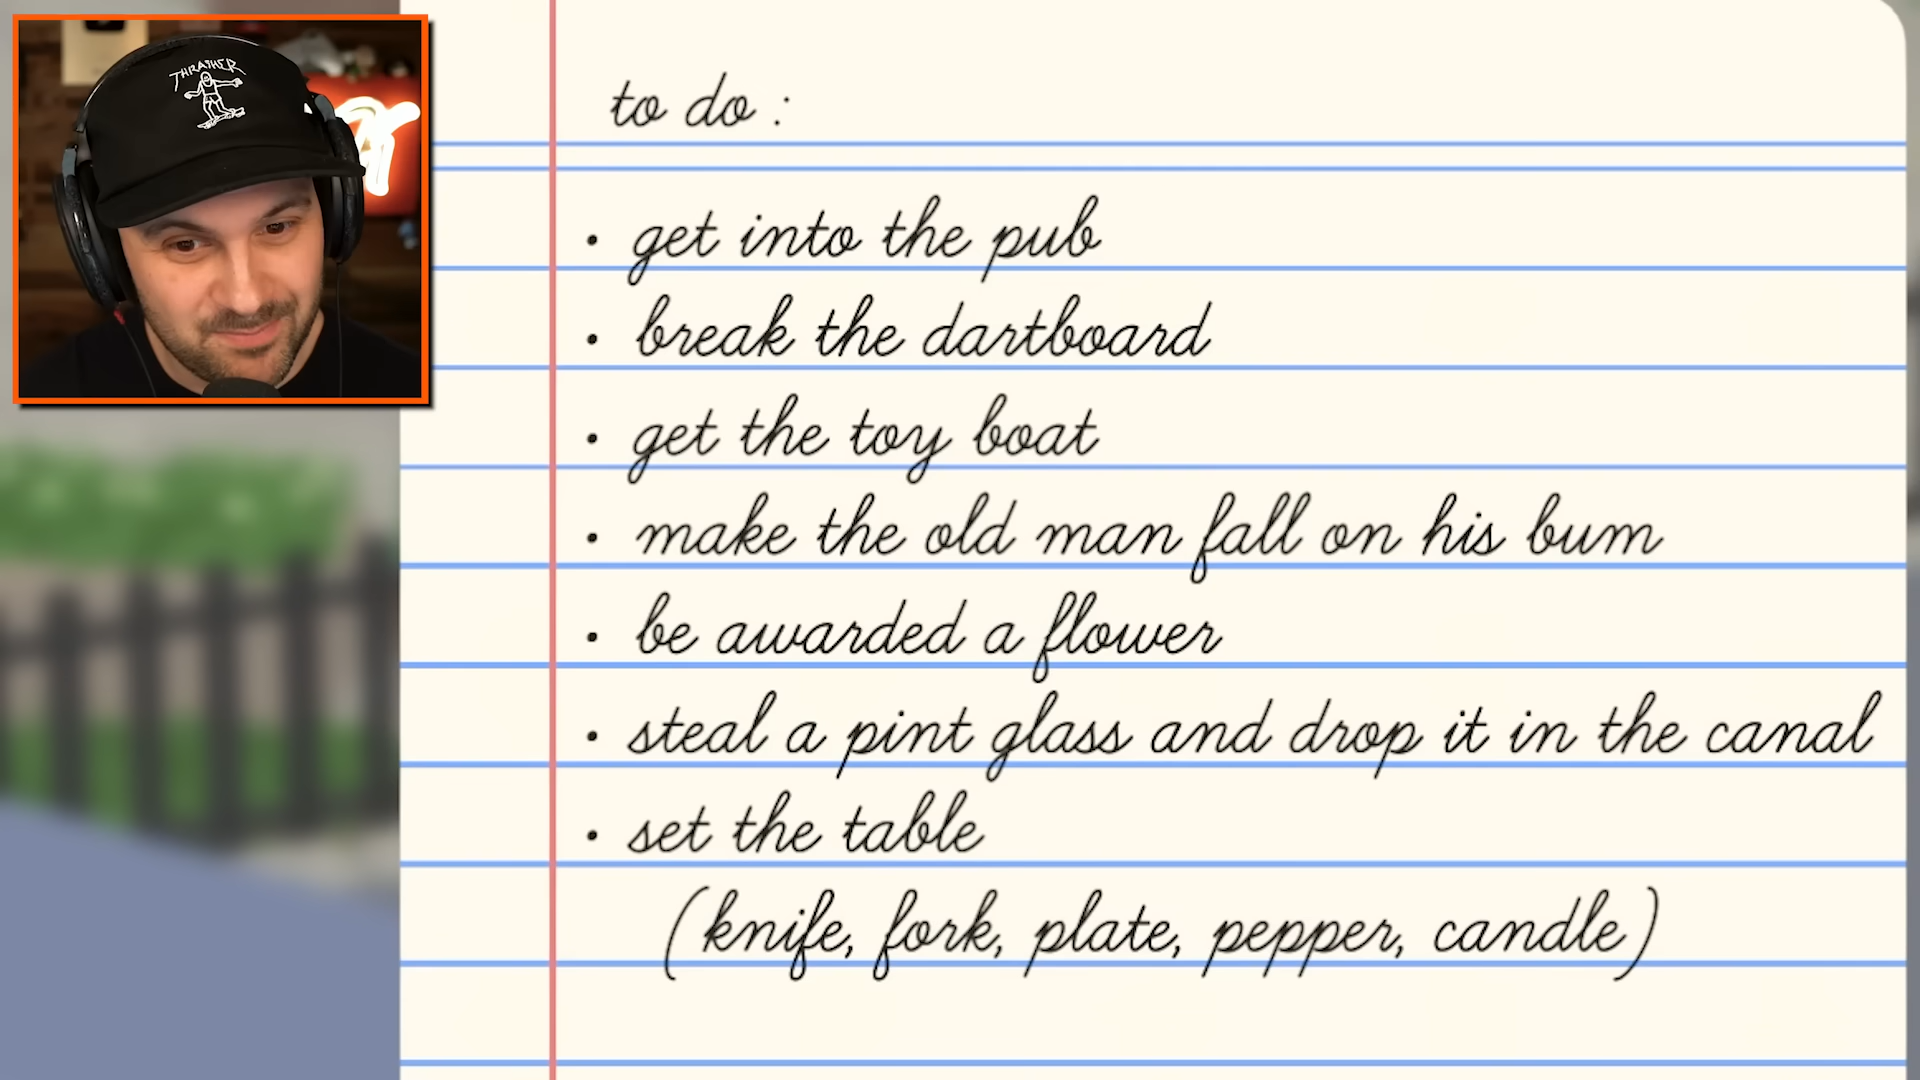 THRASHER
to do :
• get into the pub
• break the dartboard
• get the toy boat
• make the old man fall on his bum
• be awarded a flower
• steal a pint glass and drop it in the canal
• set the table
(knife, fork, plate, pepper, candle)